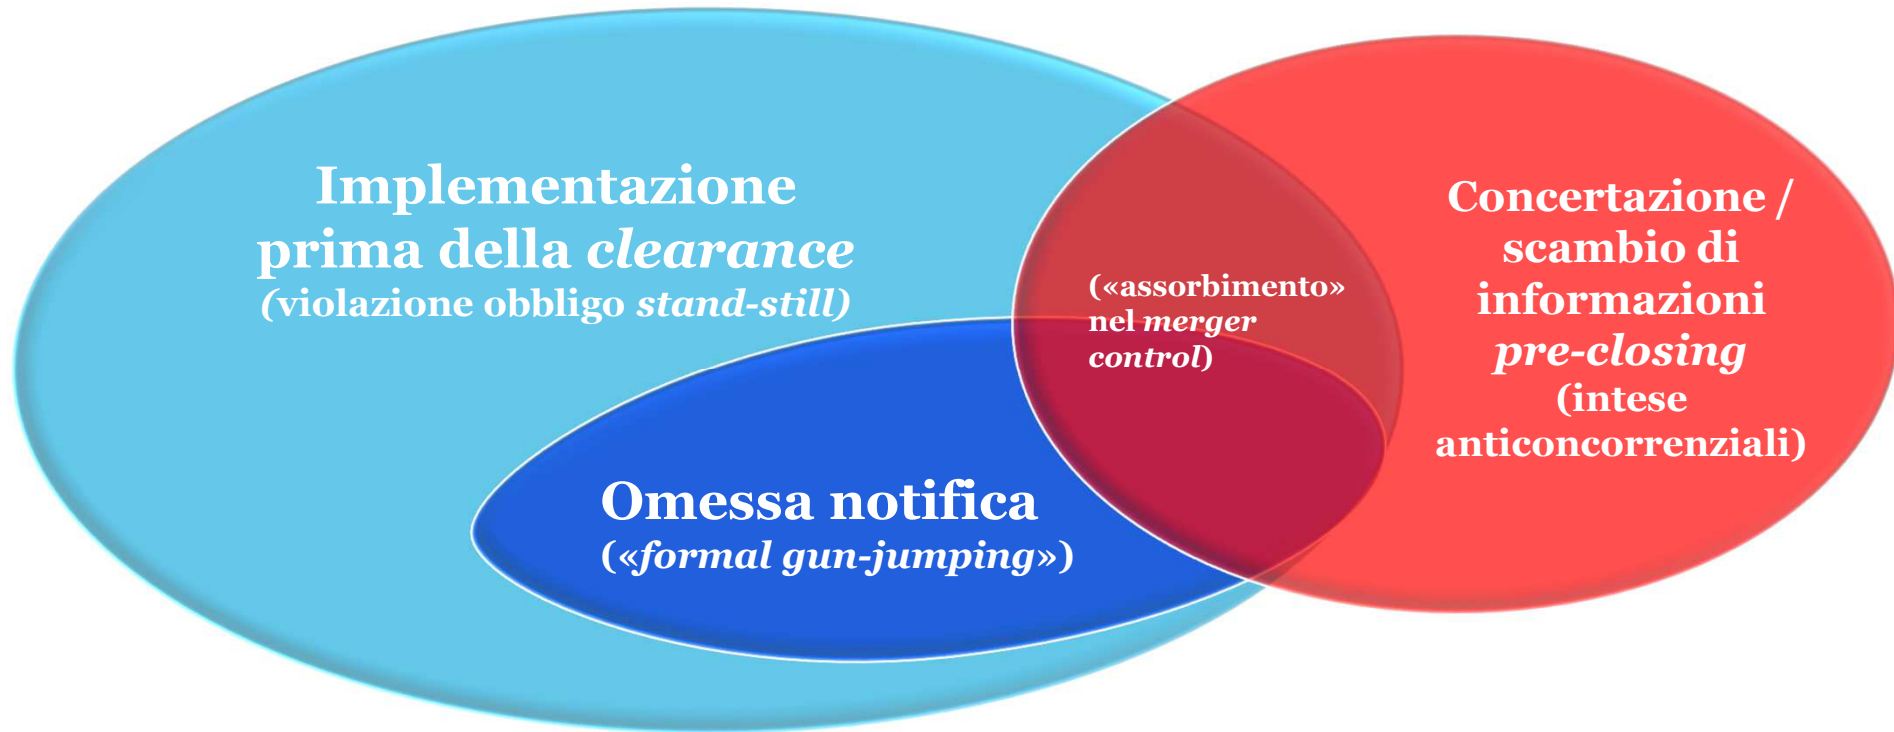 Implementazione
prima della clearance
(violazione obbligo stand-still)
(«assorbimento»
nel merger
control)
Concertazione /
scambio di
informazioni
pre-closing
(intese
anticoncorrenziali)
Omessa notifica
(«formal gun-jumping»)